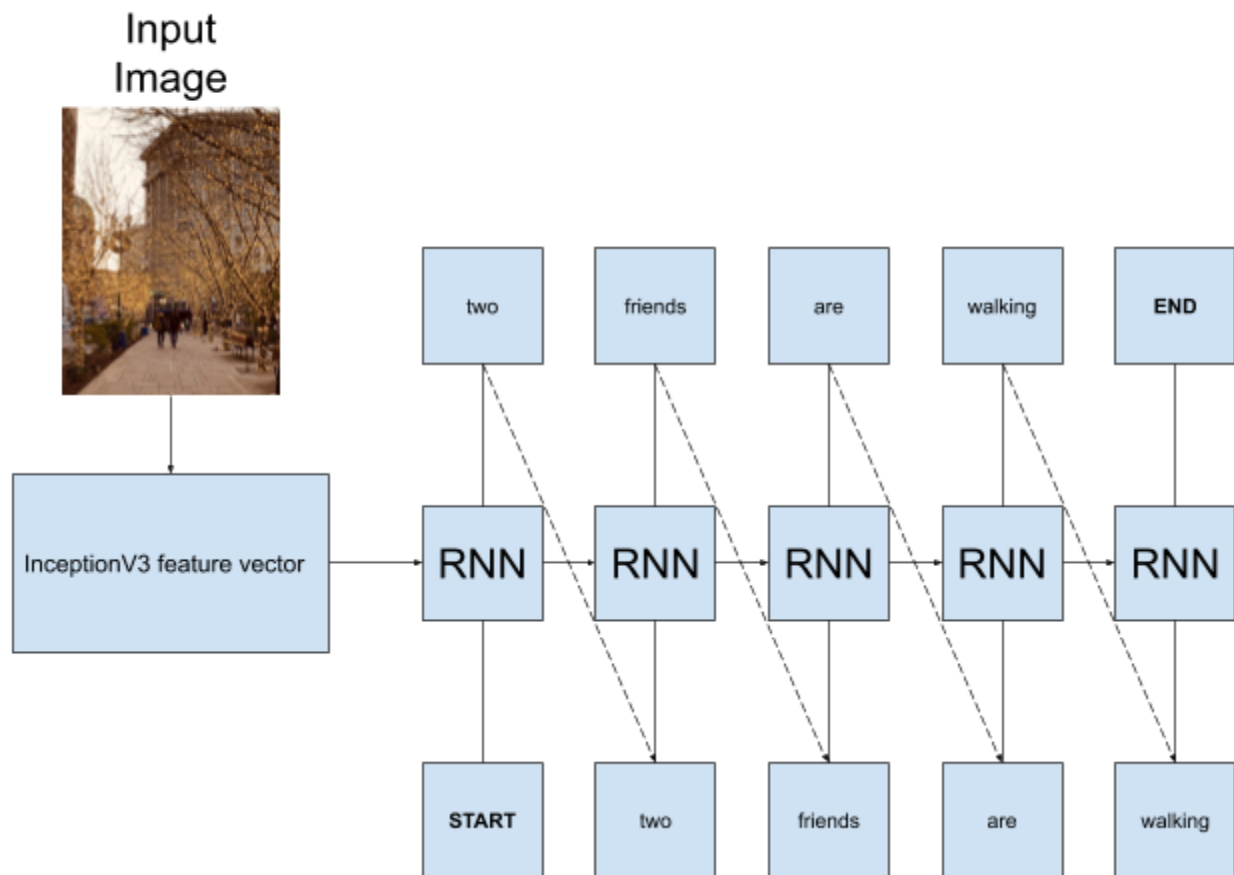 Input
Image
two
friends
are
walking
END
InceptionV3 feature vector
RNN
RNN
RNN
RNN
RNN
START
two
friends
are
walking